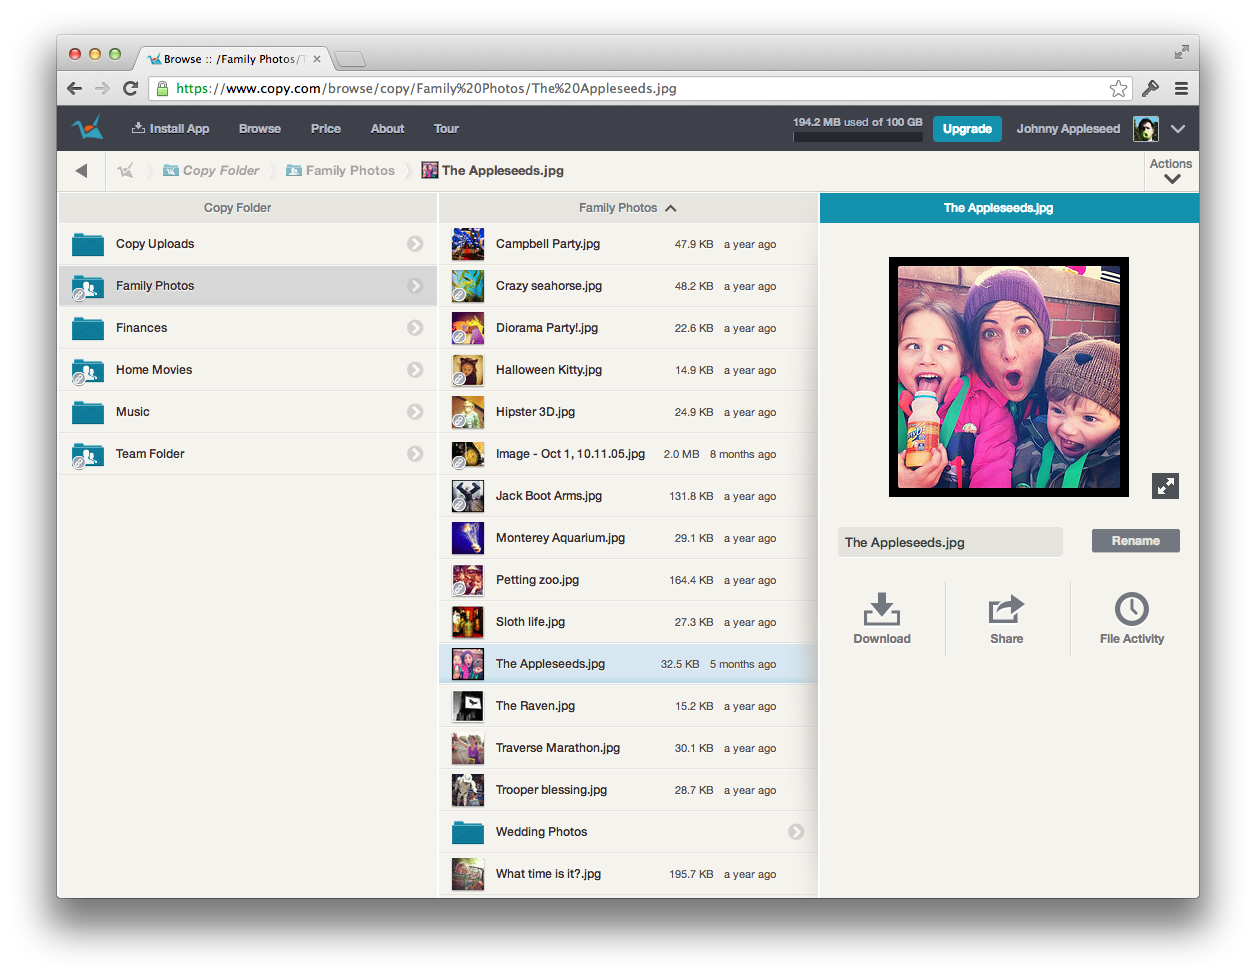 Browse :: /Family Photos/T
https://www.copy.com/browse/copy/Family%20Photos/The%20Appleseeds.jpg
Install App Browse Price About Tour 194.2 MB used of 100 GB Upgrade Johnny Appleseed
Copy Folder Family Photos The Appleseeds.jpg Actions
Copy Folder
Copy Uploads
Family Photos
Finances
Home Movies
Music
Team Folder
Family Photos
Campbell Party.jpg 47.9 KB a year ago
Crazy seahorse.jpg 48.2 KB a year ago
Diorama Party!.jpg 22.6 KB a year ago
Halloween Kitty.jpg 14.9 KB a year ago
Hipster 3D.jpg 24.9 KB a year ago
Image - Oct 1, 10.11.05.jpg 2.0 MB 8 months ago
Jack Boot Arms.jpg 131.8 KB a year ago
Monterey Aquarium.jpg 29.1 KB a year ago
Petting zoo.jpg 164.4 KB a year ago
Sloth life.jpg 27.3 KB a year ago
The Appleseeds.jpg 32.5 KB 5 months ago
The Raven.jpg 15.2 KB a year ago
Traverse Marathon.jpg 30.1 KB a year ago
Trooper blessing.jpg 28.7 KB a year ago
Wedding Photos
What time is it?.jpg 195.7 KB a year ago
The Appleseeds.jpg
The Appleseeds.jpg Rename
Download Share File Activity